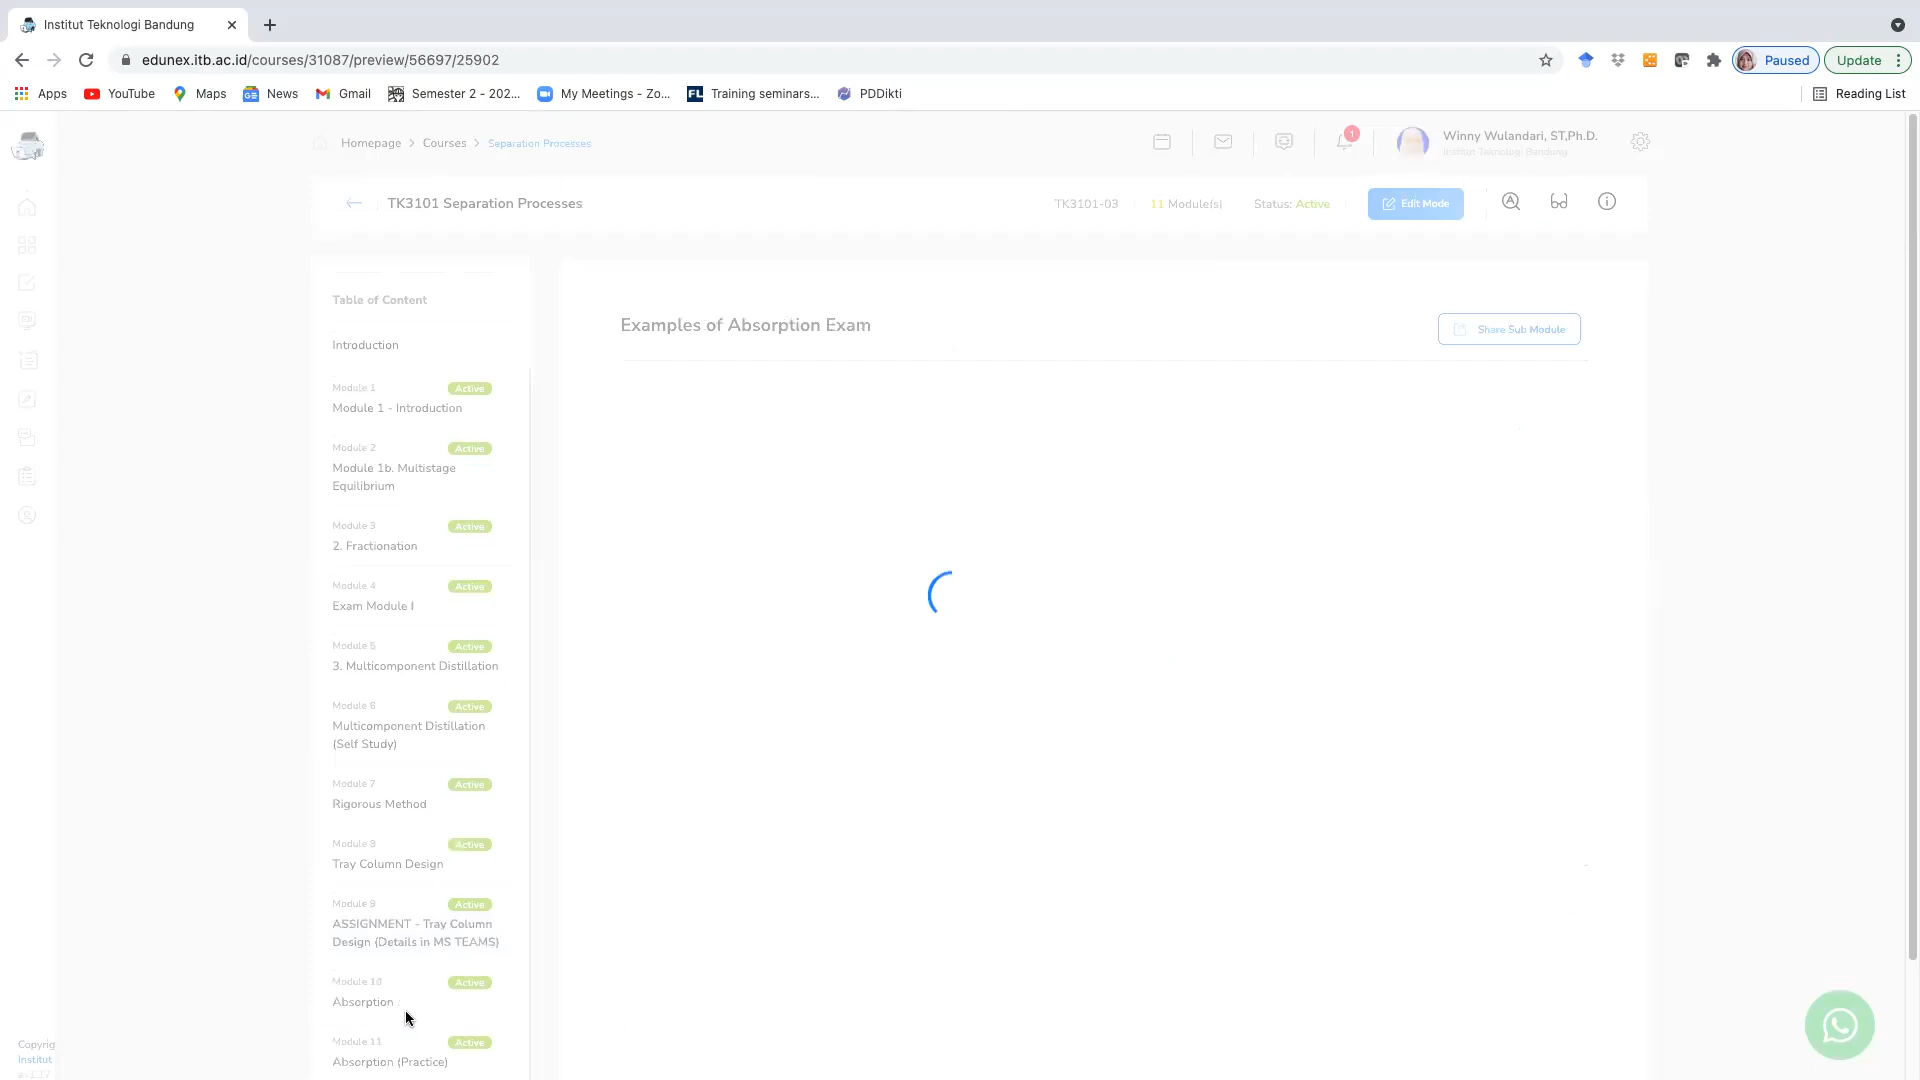 Institut Teknologi Bandung
edunex.itb.ac.id/courses/31087/preview/56697/25902
Paused
Update
Apps
YouTube
Maps
News
Gmail
Semester 2 - 202...
My Meetings - Zo...
FL
Training seminars...
PDDikti
Reading List
Homepage > Courses > Separation Processes
1
Winny Wulandari, ST,Ph.D.
Institut Teknologi Bandung
TK3101 Separation Processes
TK3101-03
11 Module(s)
Status: Active
Edit Mode
Table of Content
Introduction
Module 1 Active
Module 1 - Introduction
Module 2 Active
Module 1b. Multistage
Equilibrium
Module 3 Active
2. Fractionation
Module 4 Active
Exam Module I
Module 5 Active
3. Multicomponent Distillation
Module 6 Active
Multicomponent Distillation
(Self Study)
Module 7 Active
Rigorous Method
Module 8 Active
Tray Column Design
Module 9 Active
ASSIGNMENT - Tray Column
Design (Details in MS TEAMS)
Module 10 Active
Absorption
Module 11 Active
Absorption (Practice)
Examples of Absorption Exam
Share Sub Module
Copyrig
Institut